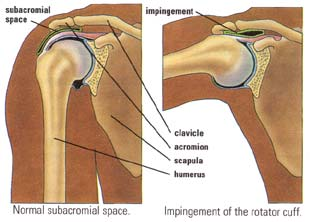 subacromial
space
impingement
clavicle
acromion
scapula
humerus
Normal subacromial space.
Impingement of the rotator cuff.